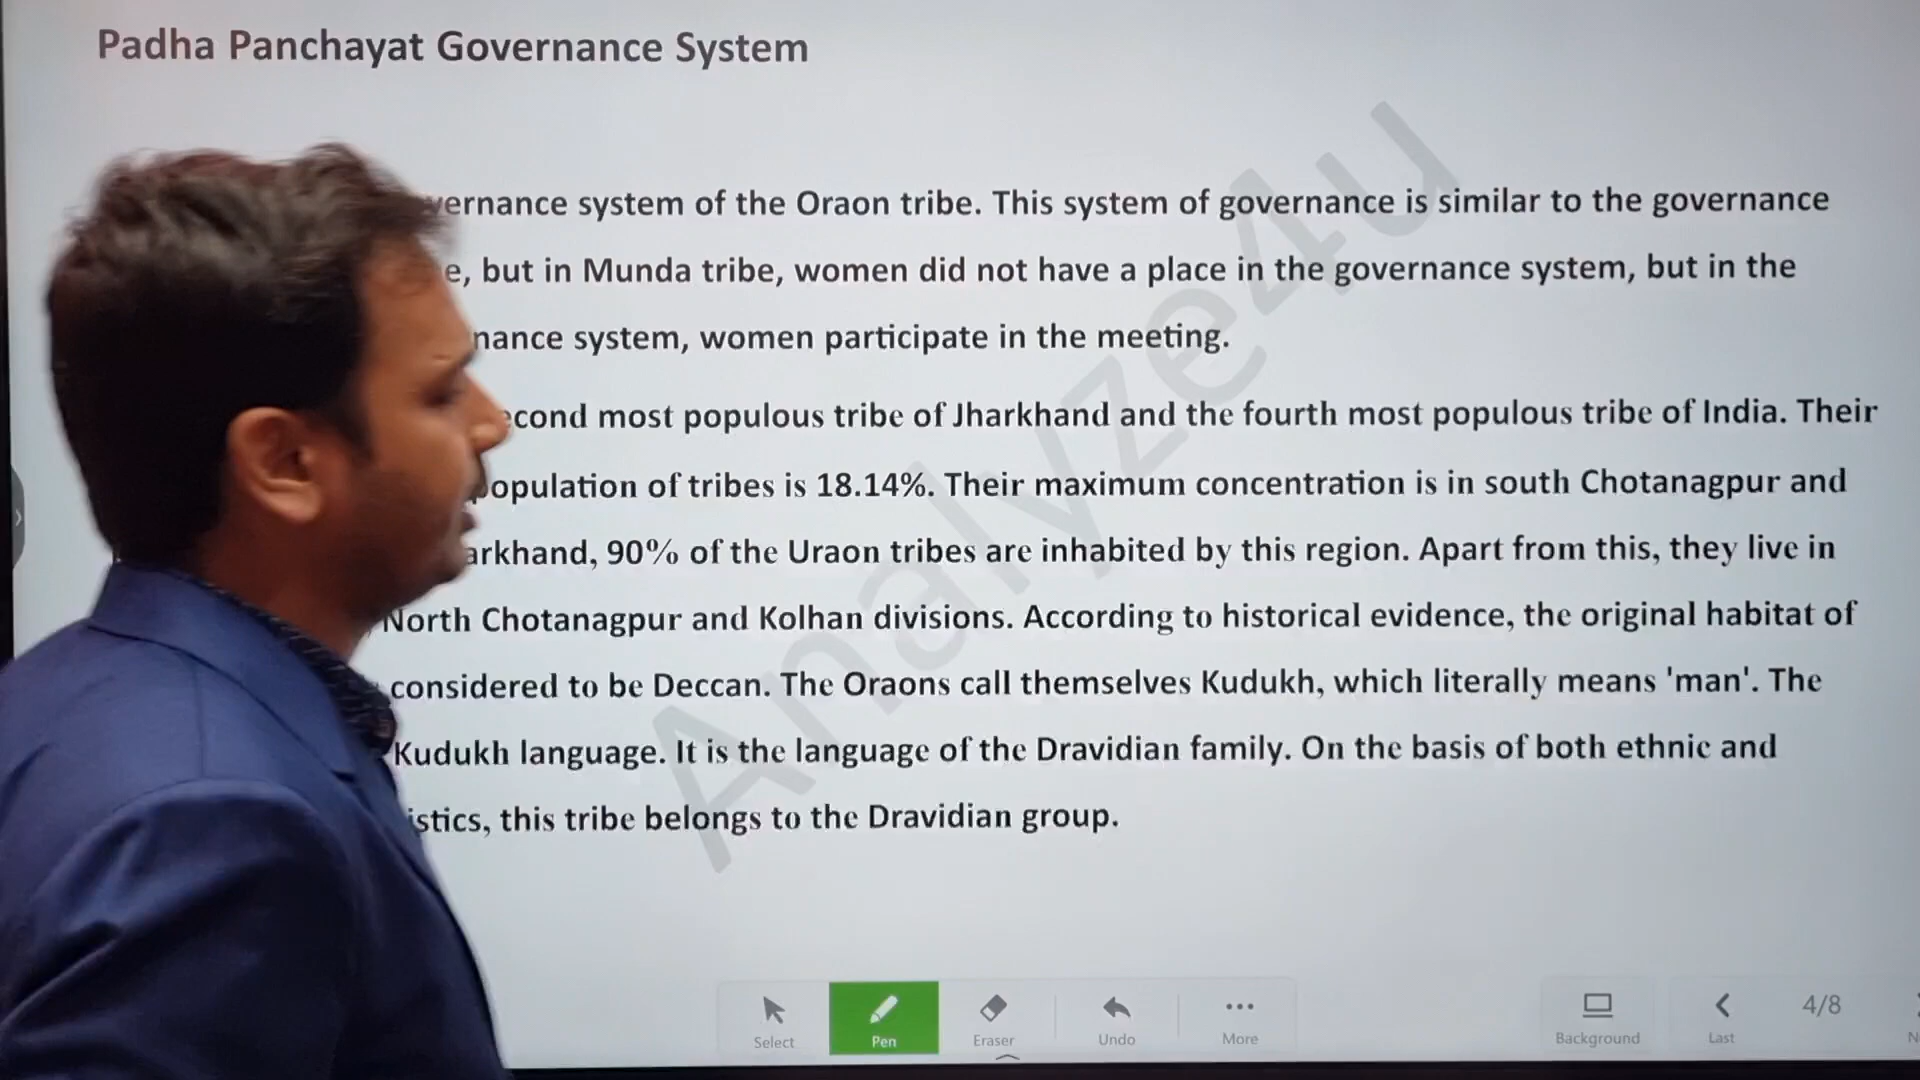 Padha Panchayat Governance System
system of the Oraon tribe. This system of governance is similar to the governance
but in Munda tribe, women did not have a place in the governance system, but in the
system, women participate in the meeting.
most populous tribe of Jharkhand and the fourth most populous tribe of India. Their
population of tribes is 18.14%. Their maximum concentration is in south Chotanagpur and
90% of the Uraon tribes are inhabited by this region. Apart from this, they live in
North Chotanagpur and Kolhan divisions. According to historical evidence, the original habitat of
considered to be Deccan. The Oraons call themselves Kudukh, which literally means 'man'. The
Kudukh language. It is the language of the Dravidian family. On the basis of both ethnic and
this tribe belongs to the Dravidian group.
Analyze4u
Select Pen Eraser Undo More Background Last 4/8